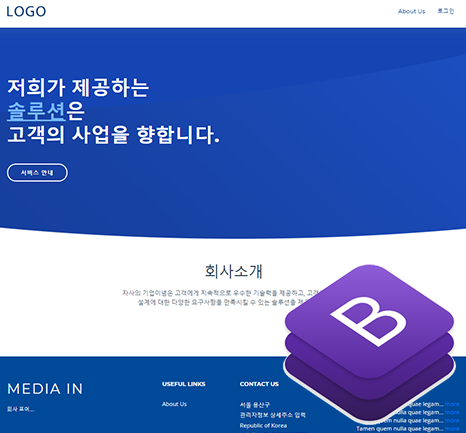 LOGO
About Us 로그인
저희가 제공하는
솔루션은
고객의 사업을 향합니다.
서비스 안내
회사소개
자사의 기업이념은 고객에게 지속적으로 우수한 기술력을 제공하고, 고객
설계에 대한 다양한 요구사항을 만족시킬 수 있는 솔루션을 제
B
MEDIA IN
회사 표어...
USEFUL LINKS
About Us
CONTACT US
서울 용산구
관리자정보 상세주소 입력
Republic of Korea
nulla quae legam... more
Tamen quem nulla quae legam... more
Tamen quem nulla quae legam... more